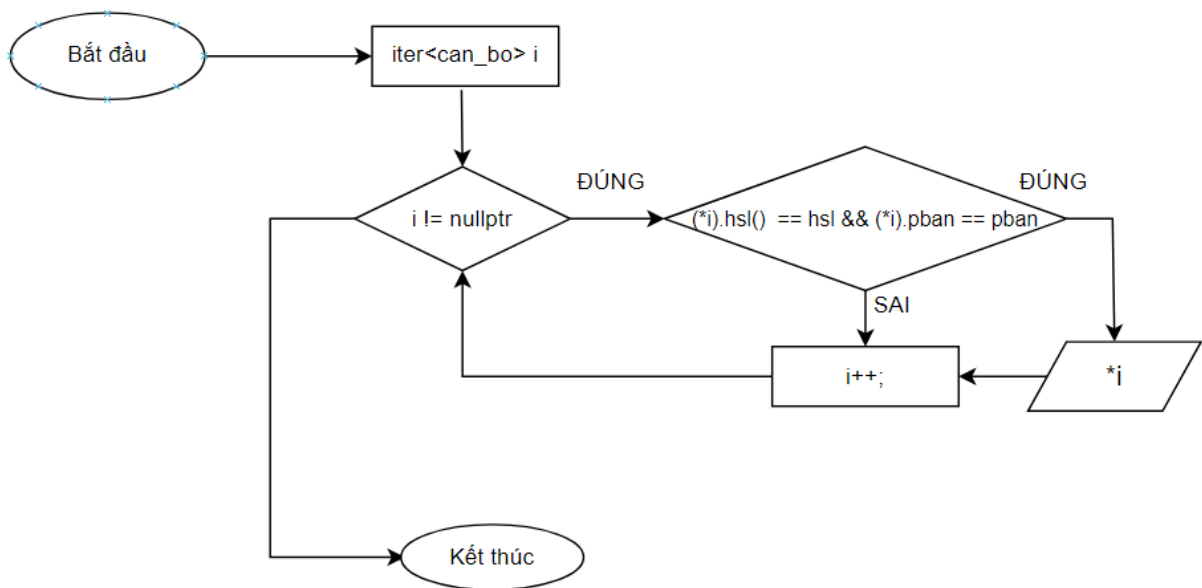 Bắt đầu
iter<can_bo> i
i != nullptr
ĐÚNG
(*i).hsl() == hsl && (*i).pban == pban
ĐÚNG
SAI
i++;
*i
Kết thúc